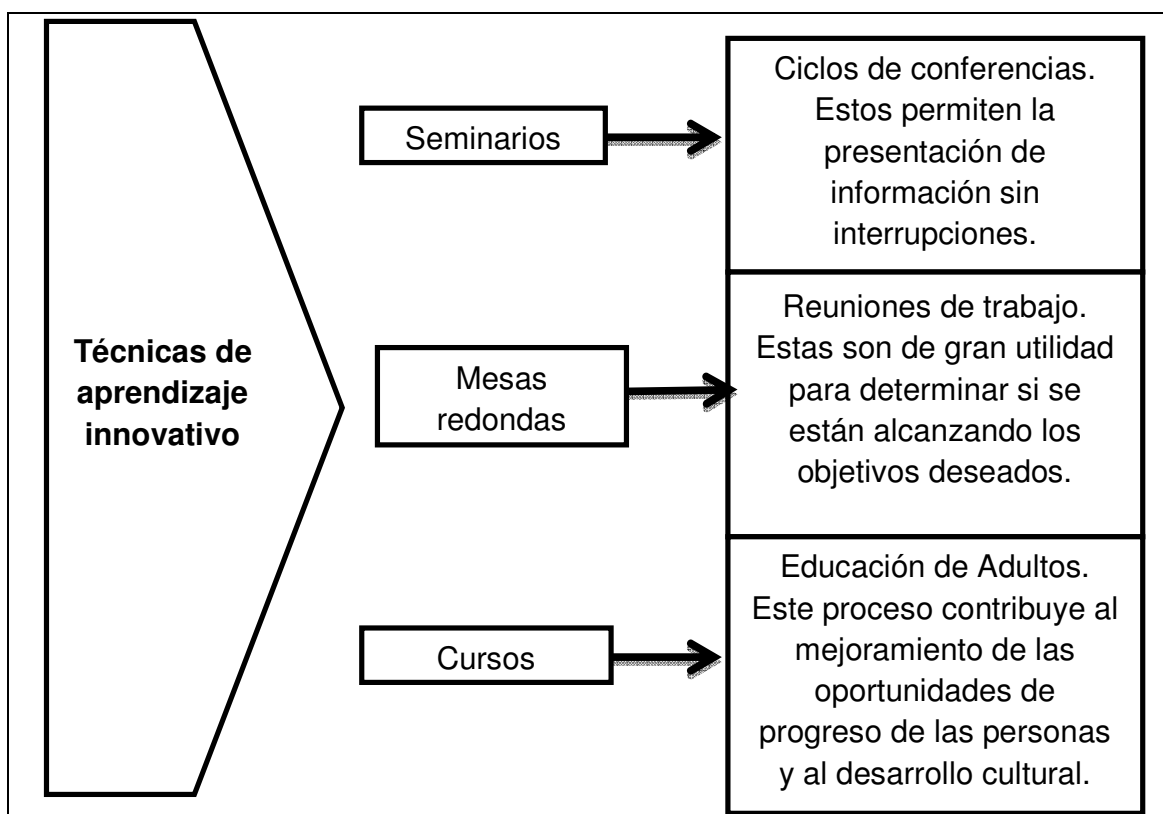 Técnicas de
aprendizaje
innovativo
Seminarios
Ciclos de conferencias.
Estos permiten la
presentación de
información sin
interrupciones.
Mesas
redondas
Reuniones de trabajo.
Estas son de gran utilidad
para determinar si se
están alcanzando los
objetivos deseados.
Cursos
Educación de Adultos.
Este proceso contribuye al
mejoramiento de las
oportunidades de
progreso de las personas
y al desarrollo cultural.